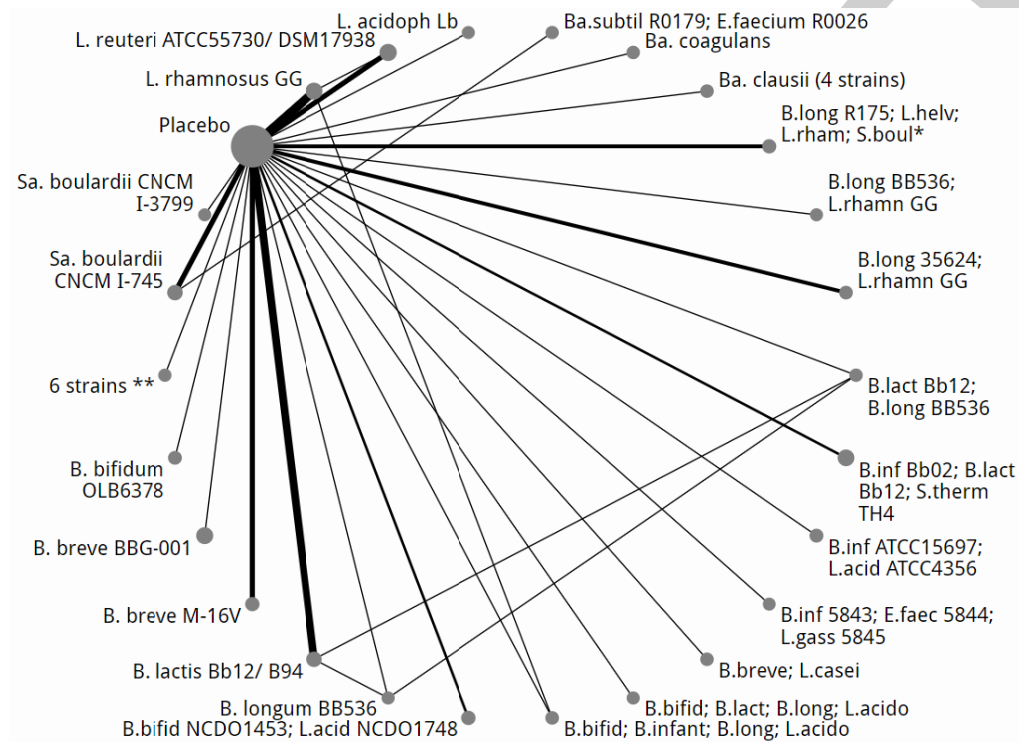 L. acidoph Lb
Ba.subtil R0179; E.faecium R0026
L. reuteri ATCC55730/ DSM17938
Ba. coagulans
L. rhamnosus GG
Ba. clausii (4 strains)
Placebo
B.long R175; L.helv;
L.rham; S.boul*
Sa. boulardii CNCM
I-3799
B.long BB536;
L.rhamn GG
Sa. boulardii
CNCM I-745
B.long 35624;
L.rhamn GG
6 strains **
B.lact Bb12;
B.long BB536
B. bifidum
OLB6378
B.inf Bb02; B.lact
Bb12; S.therm
TH4
B. breve BBG-001
B.inf ATCC15697;
L.acid ATCC4356
B. breve M-16V
B.inf 5843; E.faec 5844;
L.gass 5845
B. lactis Bb12/ B94
B.breve; L.casei
B. longum BB536
B.bifid; B.lact; B.long; L.acido
B.bifid NCDO1453; L.acid NCDO1748
B.bifid; B.infant; B.long; L.acido